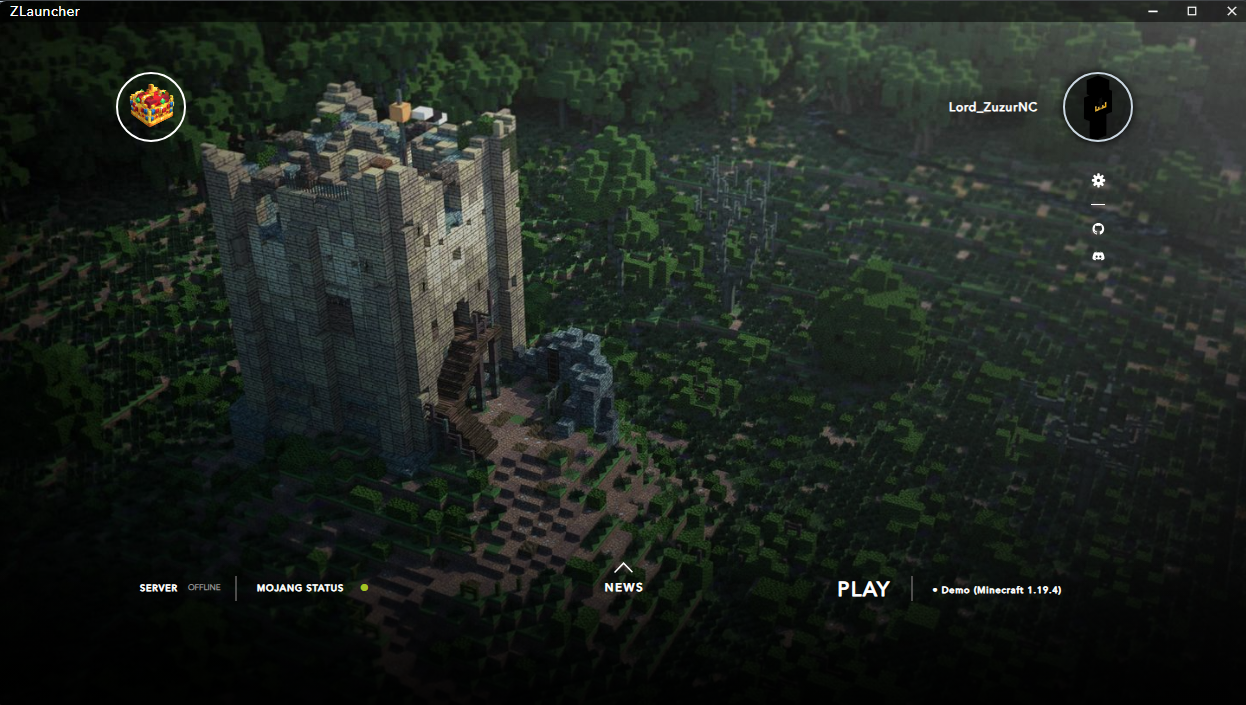 ZLauncher
Lord_ZuzurNC
SERVER OFFLINE
MOJANG STATUS
NEWS
PLAY
• Demo (Minecraft 1.19.4)